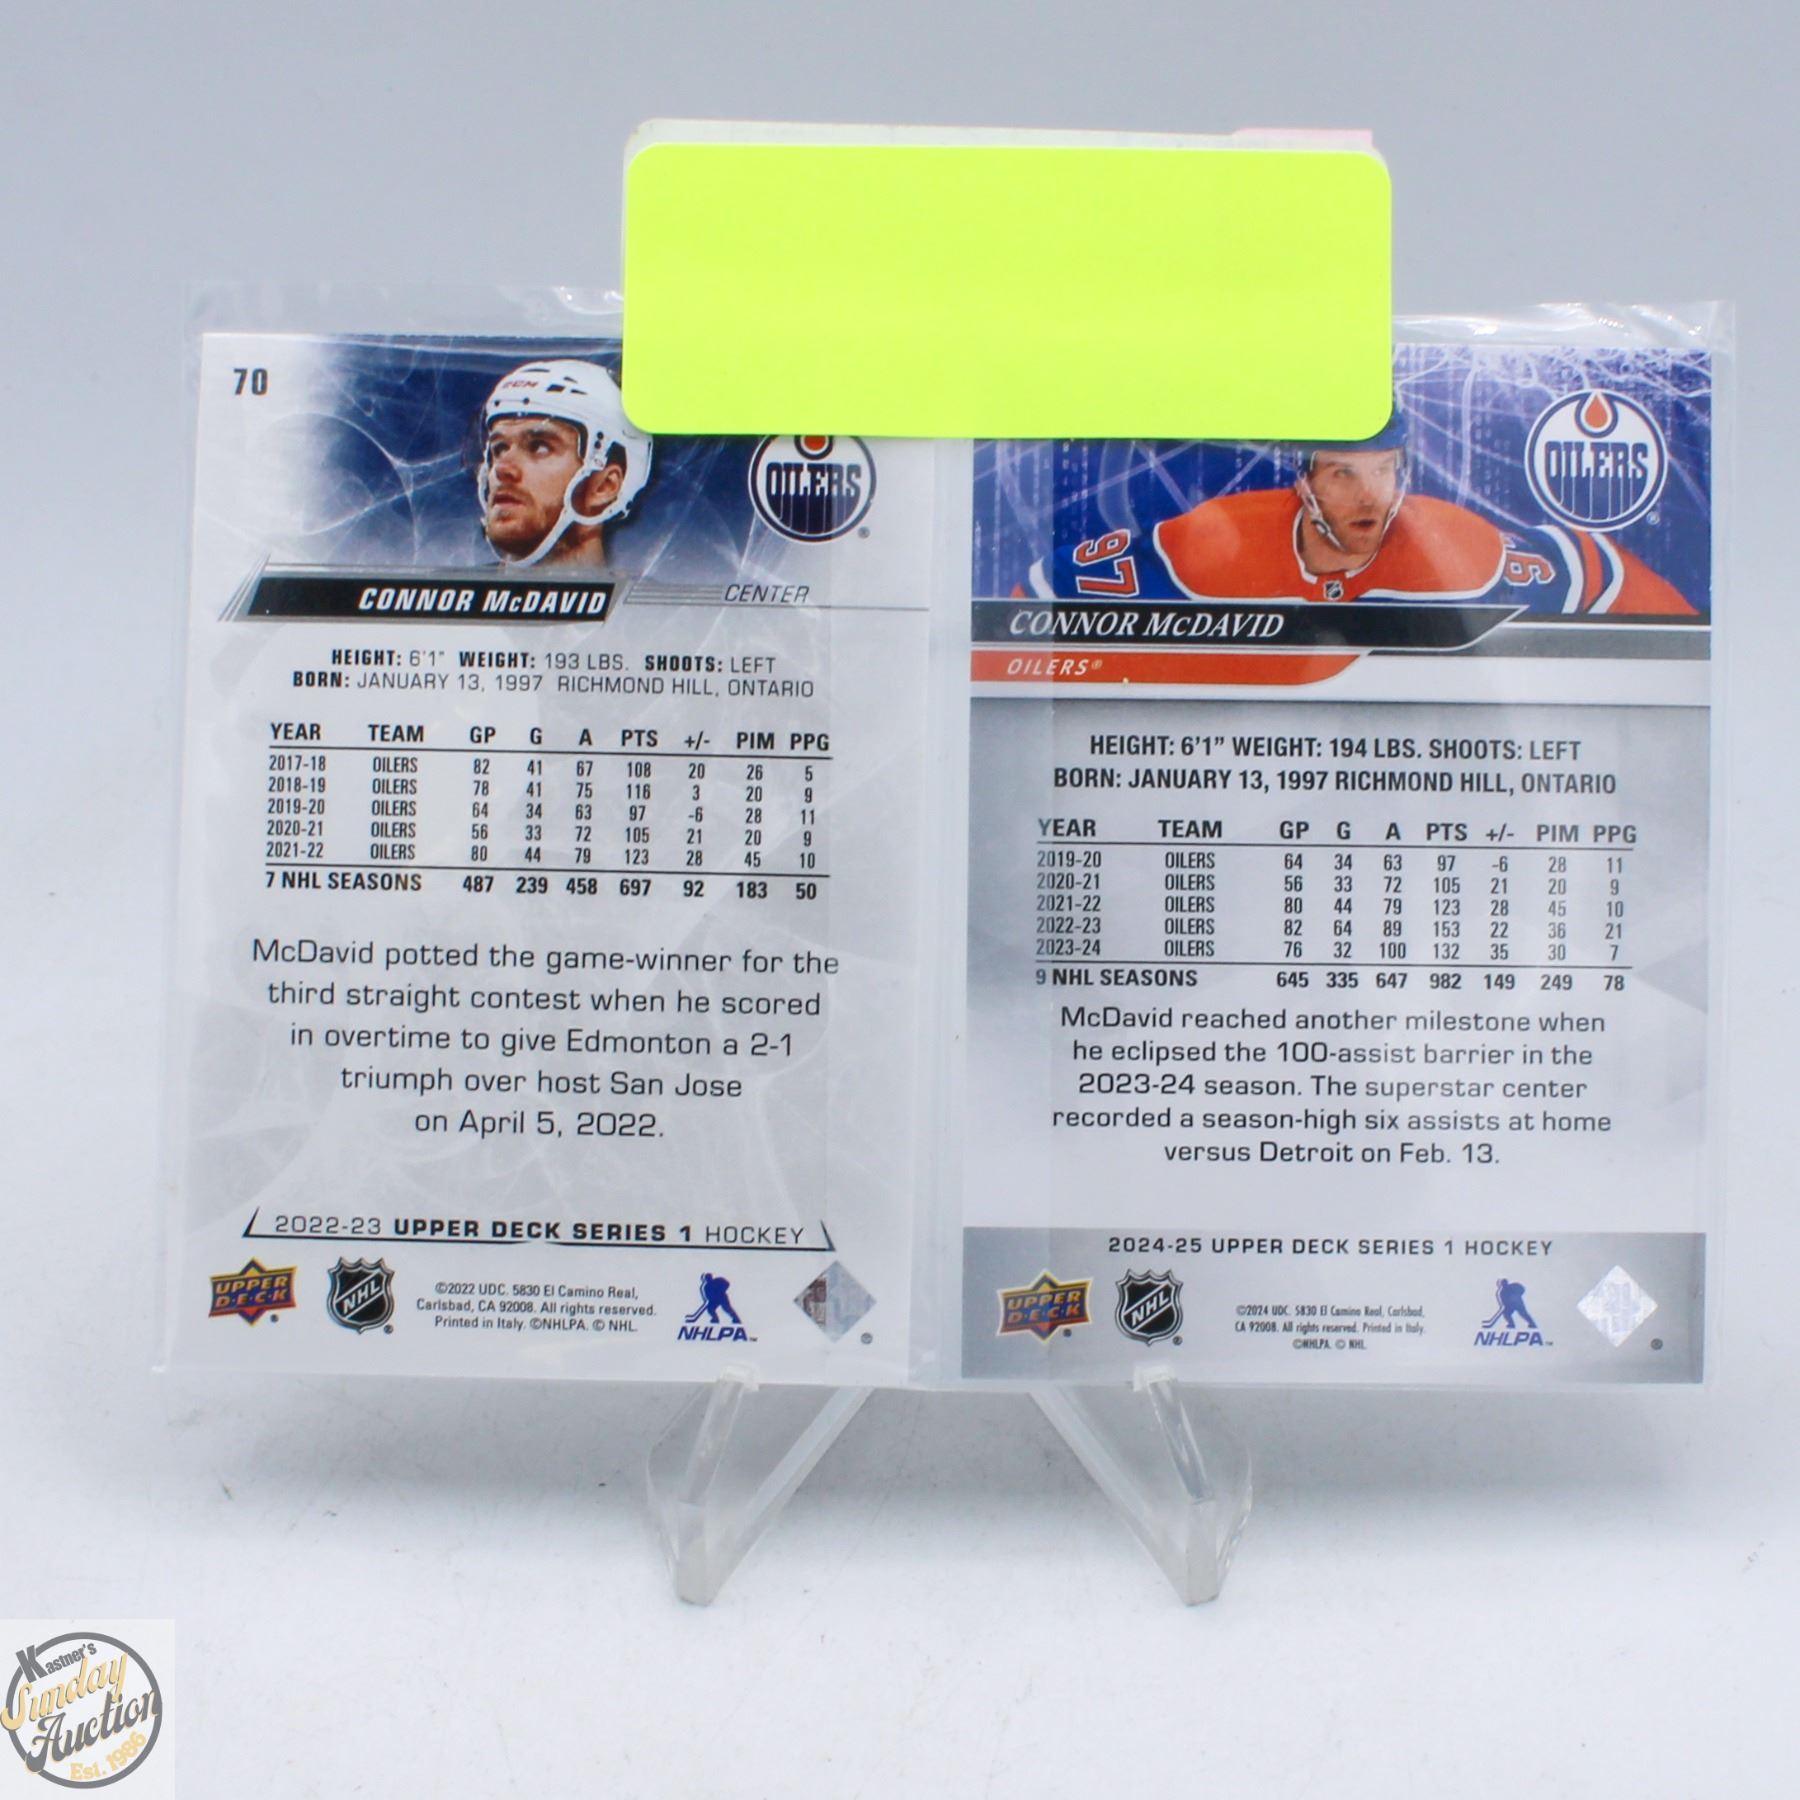 70
CCM
OILERS
®
CONNOR McDAVID
CENTER
HEIGHT: 6'1" WEIGHT: 193 LBS. SHOOTS: LEFT
BORN: JANUARY 13, 1997 RICHMOND HILL, ONTARIO
YEAR TEAM GP G A PTS +/- PIM PPG
2017-18 OILERS 82 41 67 108 20 26 5
2018-19 OILERS 78 41 75 116 3 20 9
2019-20 OILERS 64 34 63 97 -6 28 11
2020-21 OILERS 56 33 72 105 21 20 9
2021-22 OILERS 80 44 79 123 28 45 10
7 NHL SEASONS 487 239 458 697 92 183 50
McDavid potted the game-winner for the
third straight contest when he scored
in overtime to give Edmonton a 2-1
triumph over host San Jose
on April 5, 2022.
2022-23 UPPER DECK SERIES 1 HOCKEY
UPPER
D·E·C·K
®
NHL
®
©2022 UDC. 5830 El Camino Real,
Carlsbad, CA 92008. All rights reserved.
Printed in Italy. ©NHLPA. © NHL.
NHLPA™
®
OILERS
®
97
CONNOR McDAVID
OILERS®
HEIGHT: 6'1” WEIGHT: 194 LBS. SHOOTS: LEFT
BORN: JANUARY 13, 1997 RICHMOND HILL, ONTARIO
YEAR TEAM GP G A PTS +/- PIM PPG
2019-20 OILERS 64 34 63 97 -6 28 11
2020-21 OILERS 56 33 72 105 21 20 9
2021-22 OILERS 80 44 79 123 28 45 10
2022-23 OILERS 82 64 89 153 22 36 21
2023-24 OILERS 76 32 100 132 35 30 7
9 NHL SEASONS 645 335 647 982 149 249 78
McDavid reached another milestone when
he eclipsed the 100-assist barrier in the
2023-24 season. The superstar center
recorded a season-high six assists at home
versus Detroit on Feb. 13.
2024-25 UPPER DECK SERIES 1 HOCKEY
UPPER
D·E·C·K
®
NHL
®
©2024 UDC. 5830 El Camino Real, Carlsbad,
CA 92008. All rights reserved. Printed in Italy.
©NHLPA. © NHL.
NHLPA™
®
Kastner's
Sunday
Auction
Est. 1986